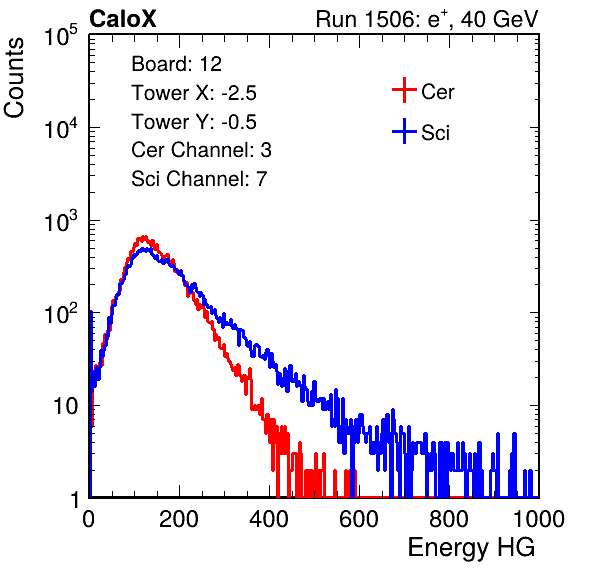 CaloX Run 1506: e+, 40 GeV
Counts
Board: 12
Tower X: -2.5
Tower Y: -0.5
Cer Channel: 3
Sci Channel: 7
Cer
Sci
10^5
10^4
10^3
10^2
10
1
0 200 400 600 800 1000
Energy HG